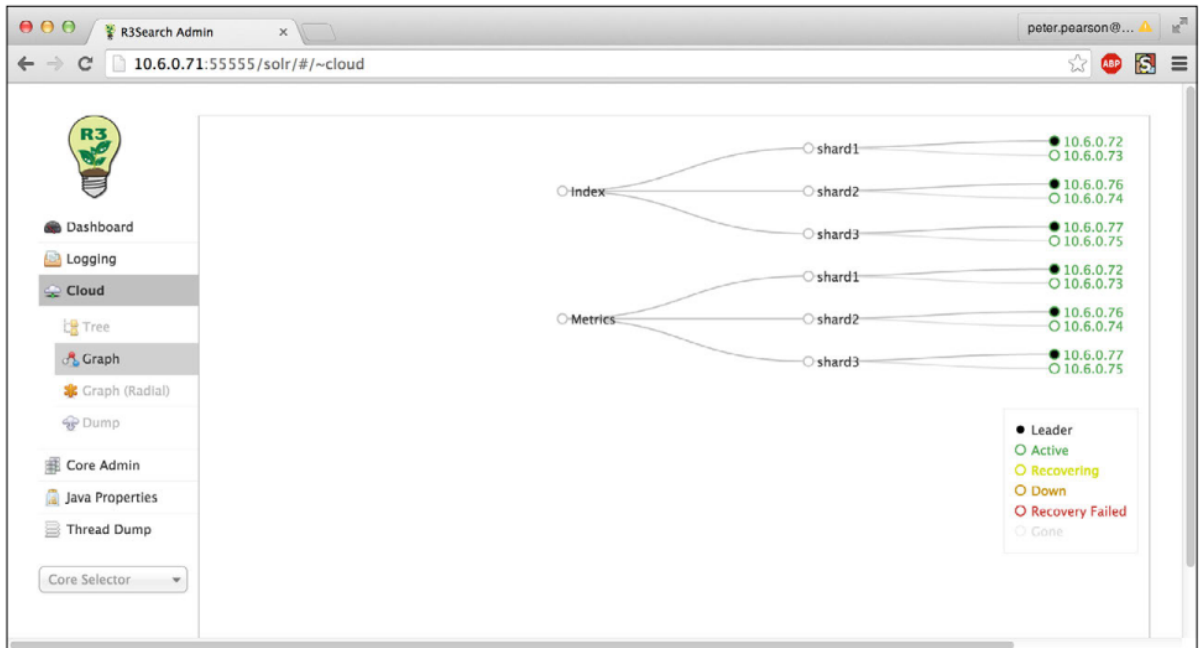 R3Search Admin
peter.pearson@...
10.6.0.71:55555/solr/#/~cloud
ABP
S
R3
Dashboard
Logging
Cloud
Tree
Graph
Graph (Radial)
Dump
Core Admin
Java Properties
Thread Dump
Core Selector
Index
shard1
10.6.0.72
10.6.0.73
shard2
10.6.0.76
10.6.0.74
shard3
10.6.0.77
10.6.0.75
Metrics
shard1
10.6.0.72
10.6.0.73
shard2
10.6.0.76
10.6.0.74
shard3
10.6.0.77
10.6.0.75
Leader
Active
Recovering
Down
Recovery Failed
Gone